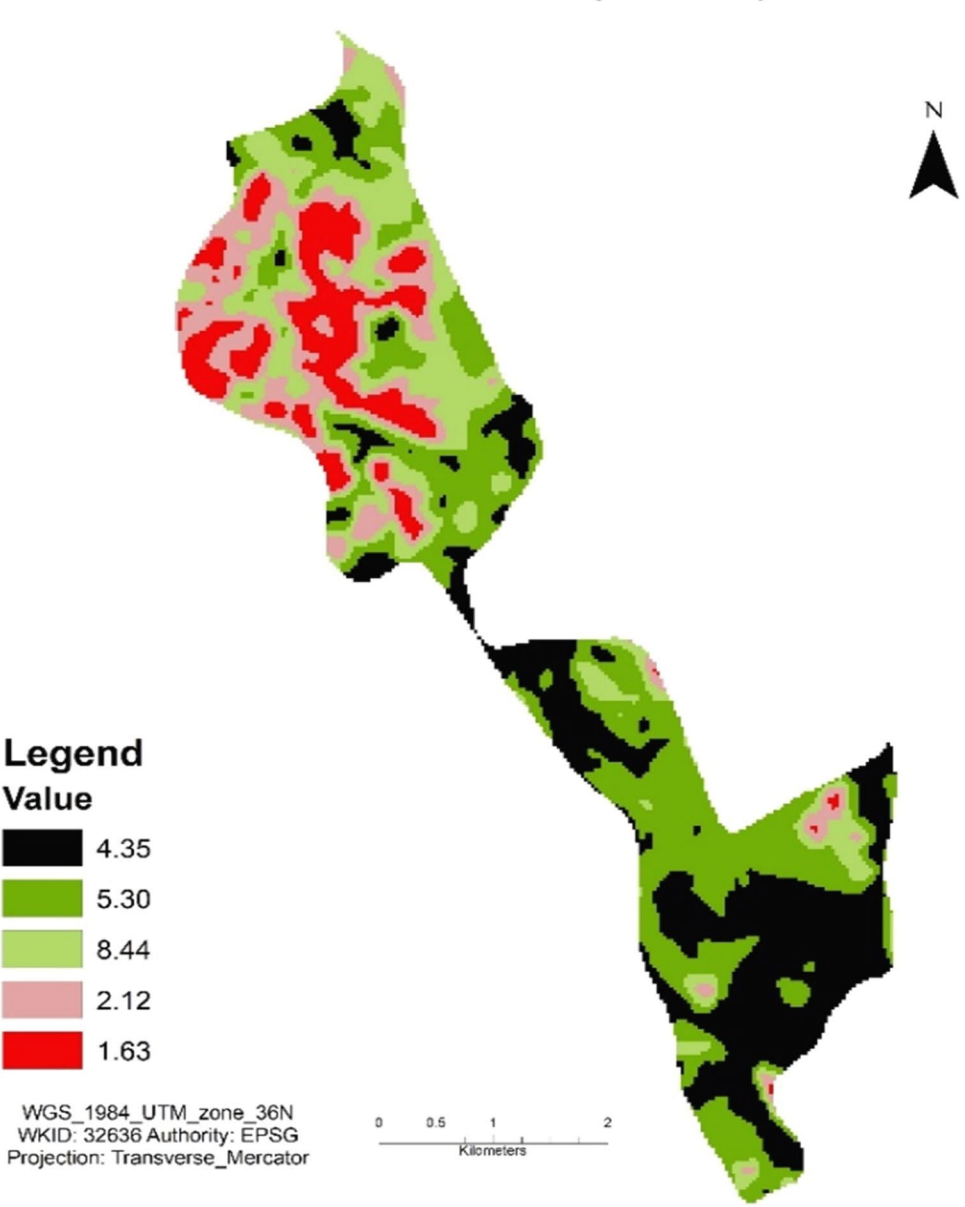 N
Legend
Value
4.35
5.30
8.44
2.12
1.63
WGS_1984_UTM_zone_36N
WKID: 32636 Authority: EPSG
Projection: Transverse_Mercator
0 0.5 1 2
Kilometers